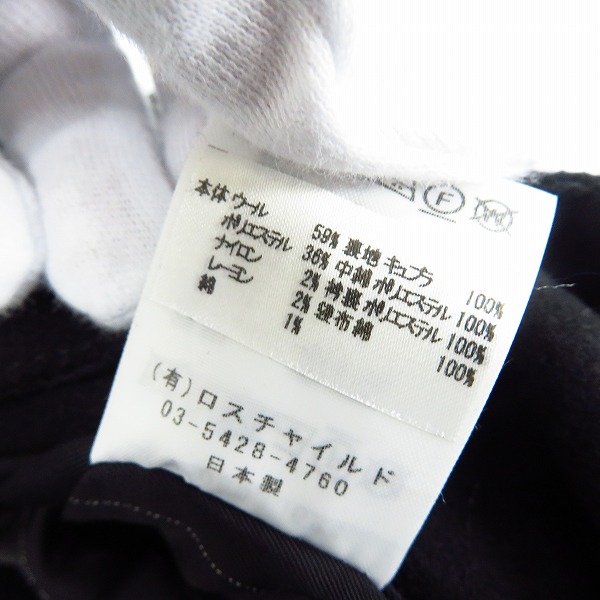 F
本体 ウール 59% 裏地 キュプラ 100%
ポリエステル 36% 中綿 ポリエステル 100%
ナイロン 2% 袖裏 ポリエステル 100%
レーヨン 2% 袋布 綿 100%
綿 1%
(有)ロスチャイルド
03-5428-4760
日本製